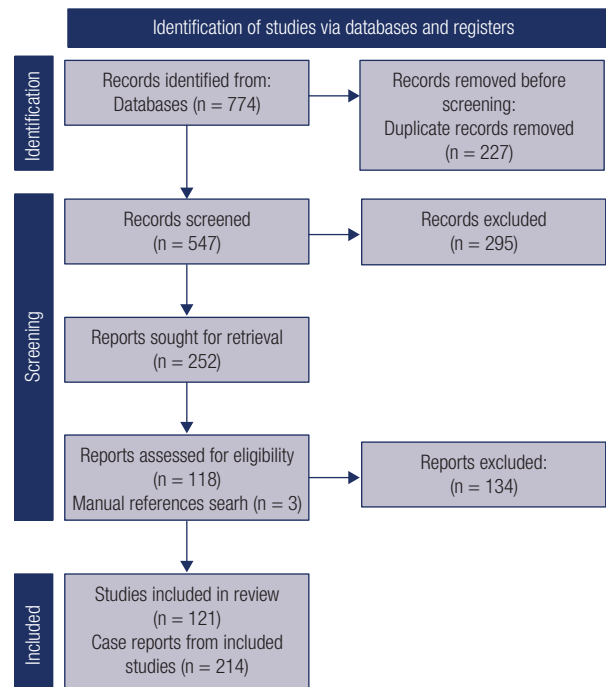 Identification of studies via databases and registers
Identification
Records identified from:
Databases (n = 774)
Records removed before
screening:
Duplicate records removed
(n = 227)
Screening
Records screened
(n = 547)
Records excluded
(n = 295)
Reports sought for retrieval
(n = 252)
Reports assessed for eligibility
(n = 118)
Manual references searh (n = 3)
Reports excluded:
(n = 134)
Included
Studies included in review
(n = 121)
Case reports from included
studies (n = 214)